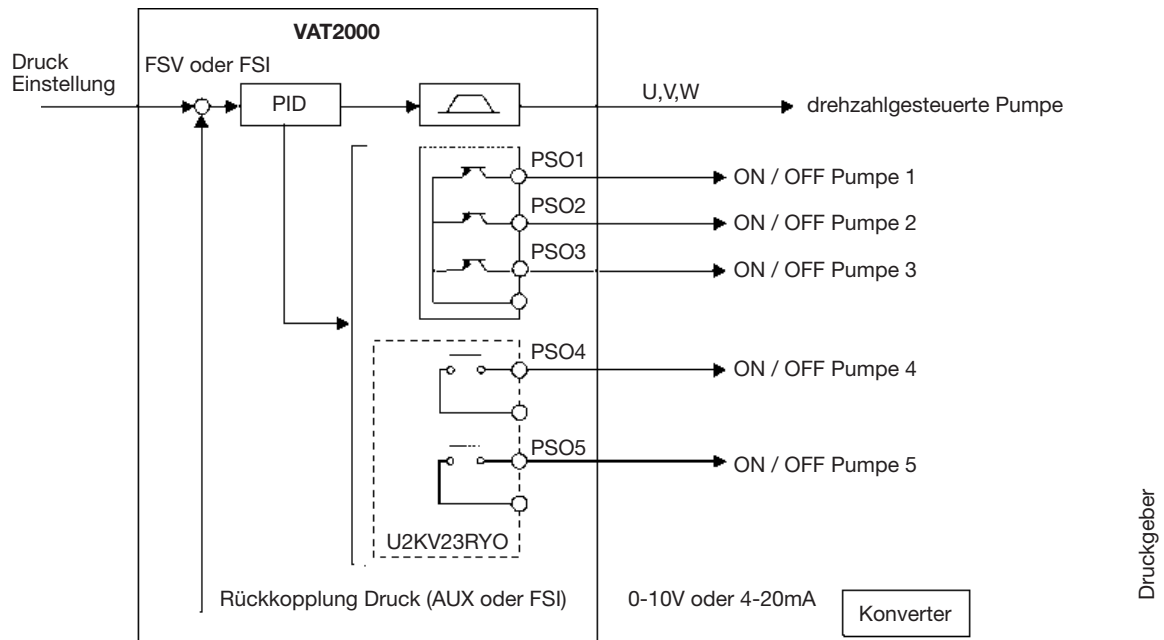 VAT2000
Druck
Einstellung
FSV oder FSI
PID
U,V,W
drehzahlgesteuerte Pumpe
PSO1
ON / OFF Pumpe 1
PSO2
ON / OFF Pumpe 2
PSO3
ON / OFF Pumpe 3
PSO4
ON / OFF Pumpe 4
PSO5
ON / OFF Pumpe 5
U2KV23RYO
Rückkopplung Druck (AUX oder FSI)
0-10V oder 4-20mA
Konverter
Druckgeber